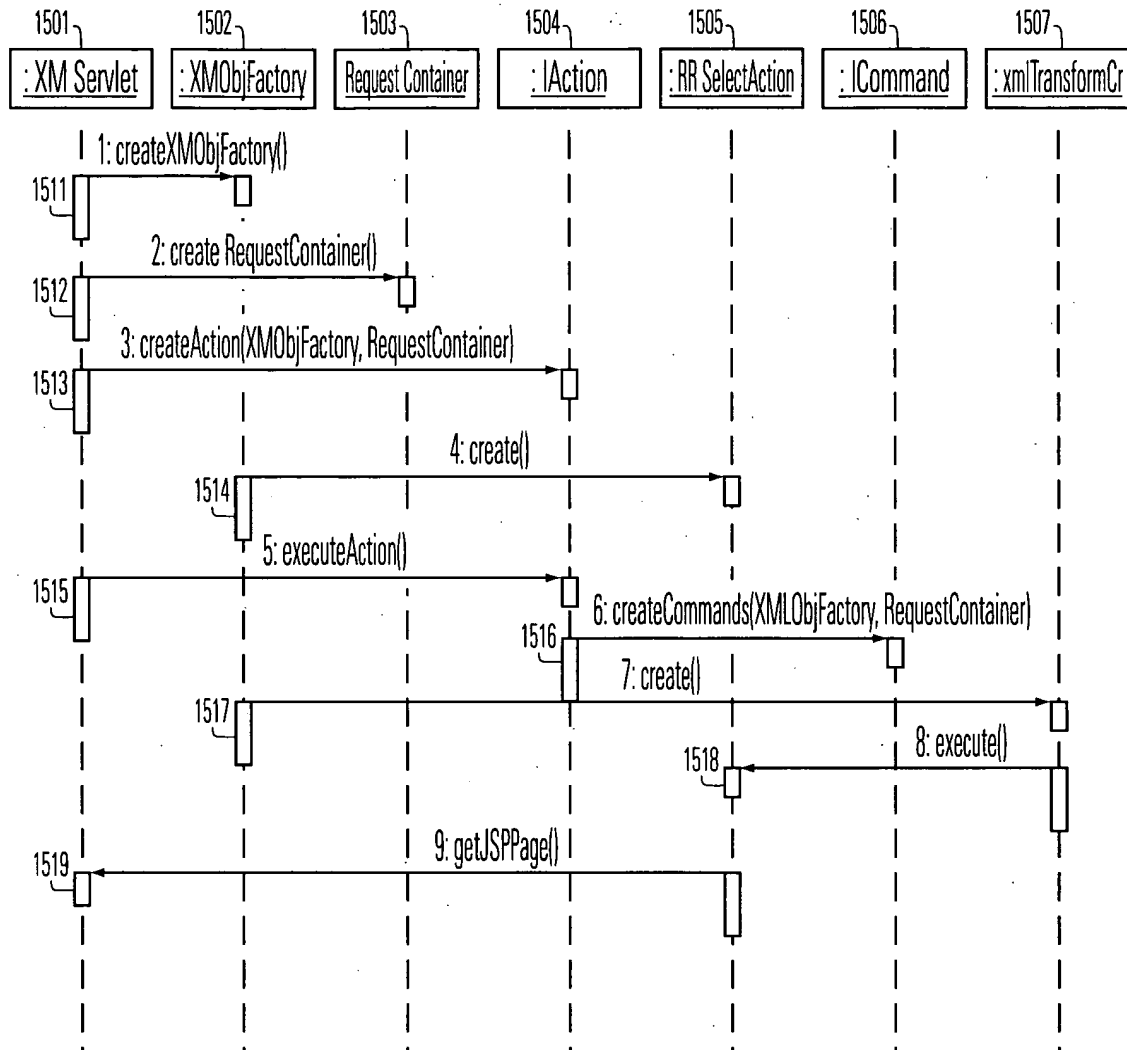 1501 1502 1503 1504 1505 1506 1507
: XM Servlet : XMObjFactory Request Container : IAction : RR SelectAction : ICommand : xmlTransformCr
1: createXMObjFactory()
1511
2: create RequestContainer()
1512
3: createAction(XMObjFactory, RequestContainer)
1513
4: create()
1514
5: executeAction()
1515
6: createCommands(XMLObjFactory, RequestContainer)
1516
7: create()
1517
8: execute()
1518
9: getJSPPage()
1519